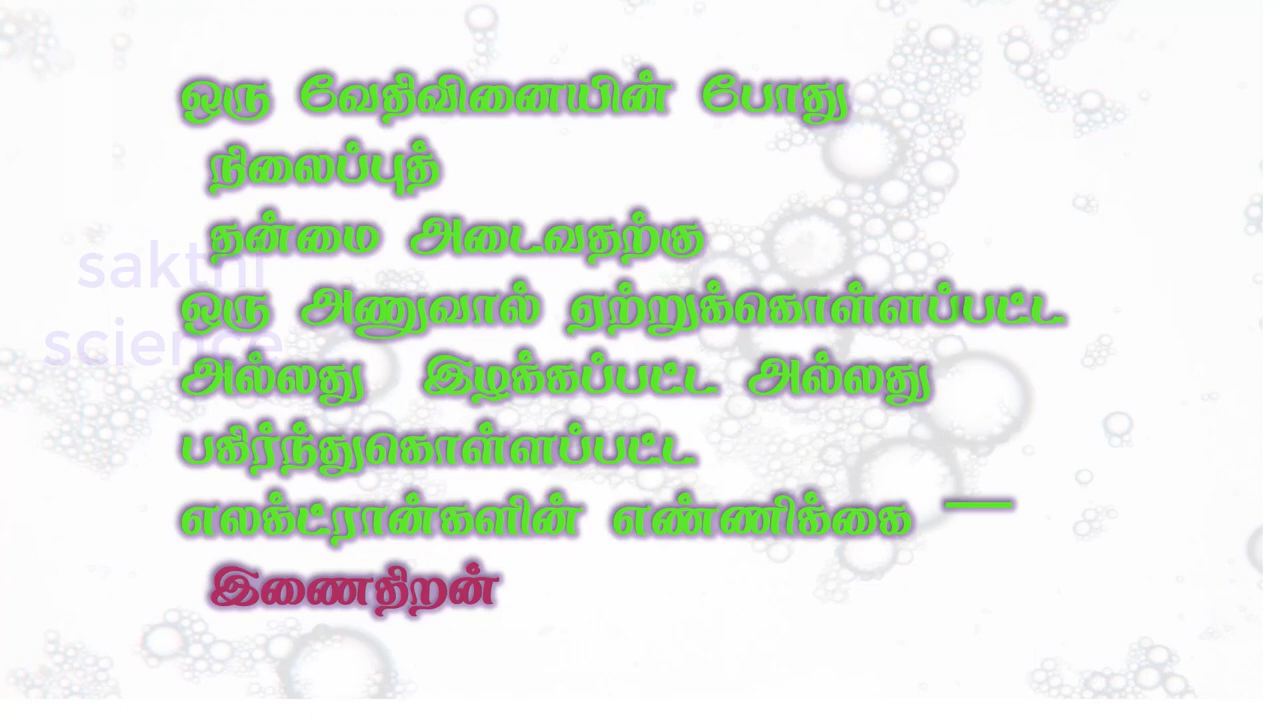 ஒரு வேதிவினையின் போது
நிலைப்புத்
தன்மை அடைவதற்கு
sakthi
ஒரு அணுவால் ஏற்றுக்கொள்ளப்பட்ட
science
அல்லது இழக்கப்பட்ட அல்லது
பகிர்ந்துகொள்ளப்பட்ட
எலக்ட்ரான்களின் எண்ணிக்கை —
இணைதிறன்